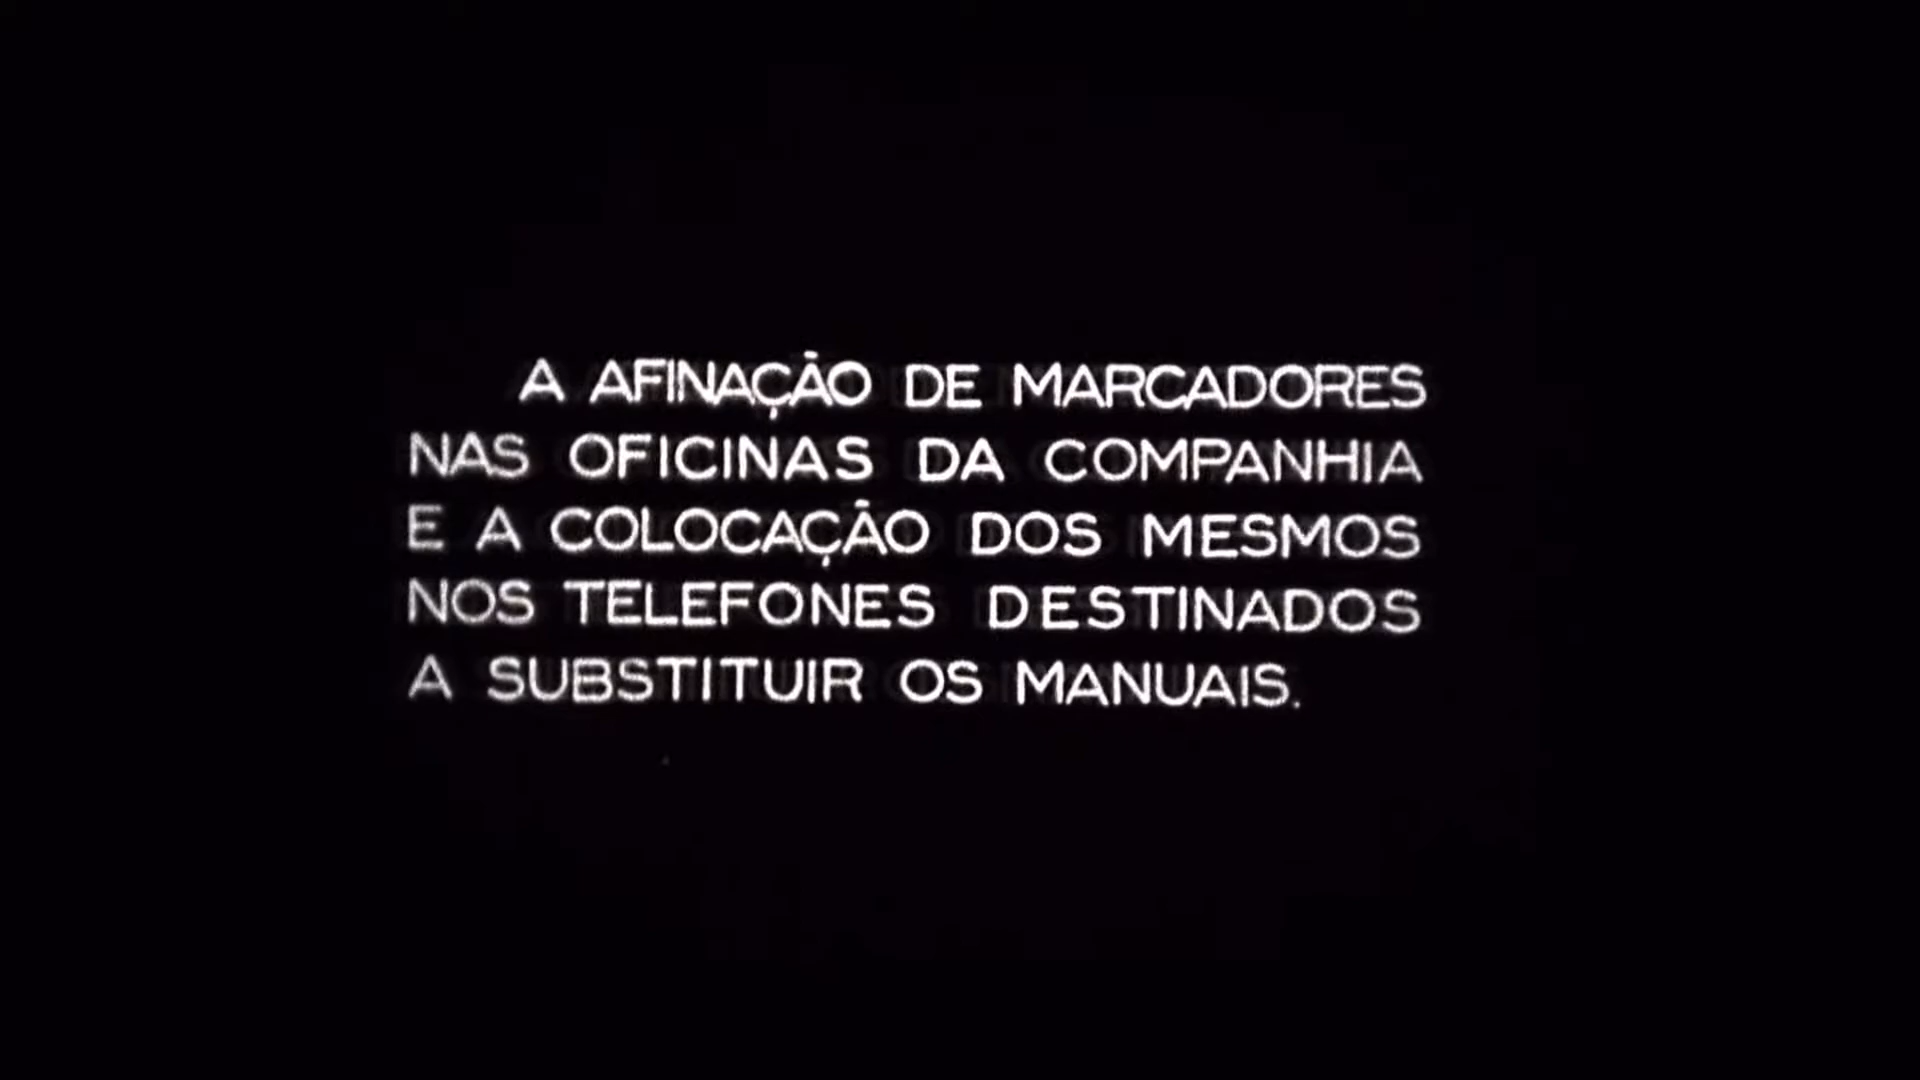 A AFINAÇÃO DE MARCADORES
NAS OFICINAS DA COMPANHIA
E A COLOCAÇÃO DOS MESMOS
NOS TELEFONES DESTINADOS
A SUBSTITUIR OS MANUAIS.